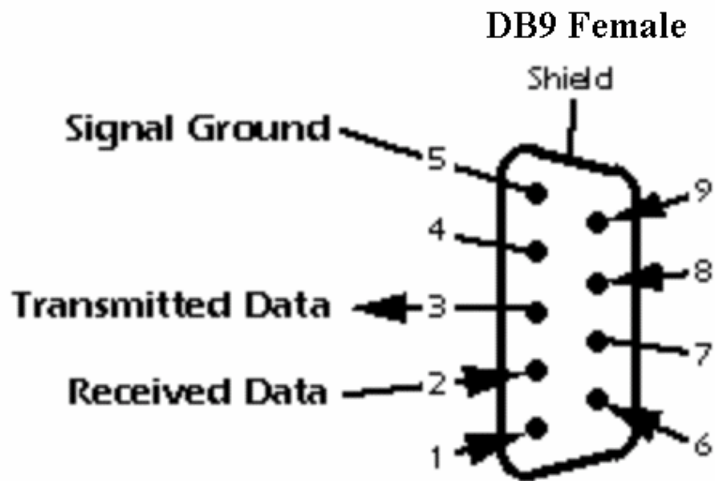 DB9 Female
Shield
Signal Ground
5
9
4
8
Transmitted Data
3
7
Received Data
2
6
1